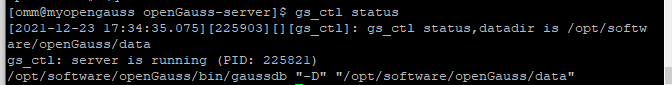 [omm@myopengauss openGauss-server]$ gs_ctl status
[2021-12-23 17:34:35.075][225903][][gs_ctl]: gs_ctl status,datadir is /opt/softw
are/openGauss/data
gs_ctl: server is running (PID: 225821)
/opt/software/openGauss/bin/gaussdb "-D" "/opt/software/openGauss/data"